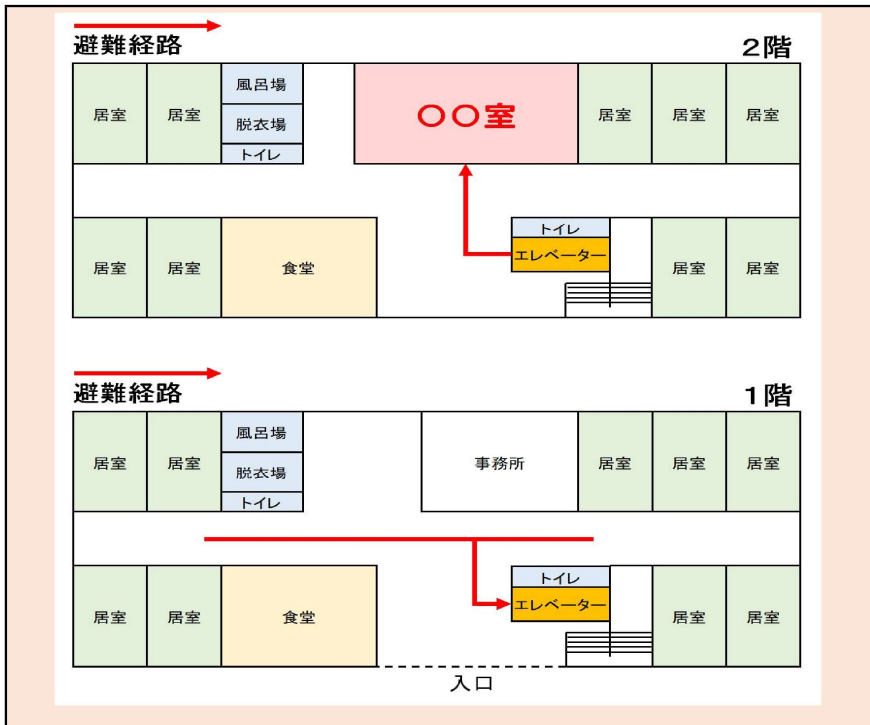 避難経路
2階
居室
居室
風呂場
脱衣場
トイレ
〇〇室
居室
居室
居室
居室
居室
食堂
トイレ
エレベーター
居室
居室
避難経路
1階
居室
居室
風呂場
脱衣場
トイレ
事務所
居室
居室
居室
居室
居室
食堂
トイレ
エレベーター
居室
居室
入口